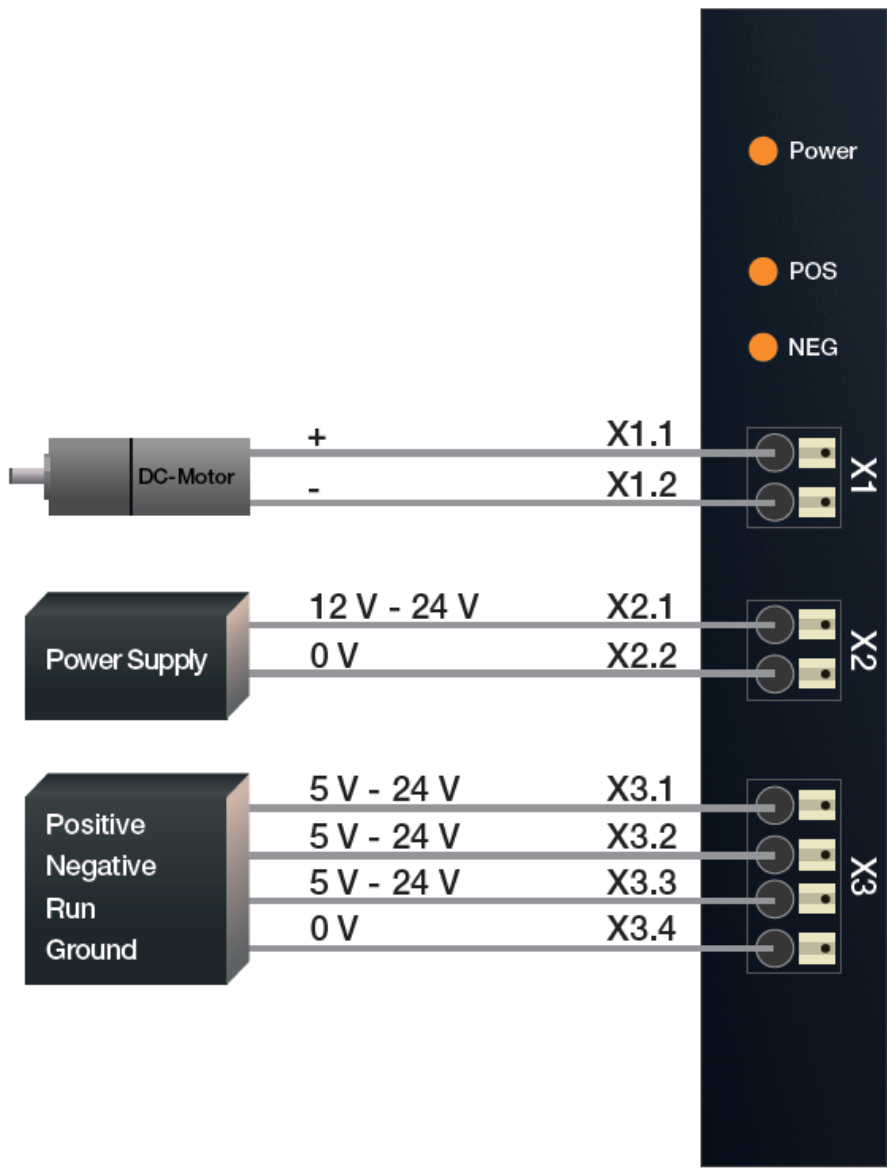 Power
POS
NEG
DC-Motor
+ X1.1
- X1.2
X1
Power Supply
12 V - 24 V X2.1
0 V X2.2
X2
Positive
Negative
Run
Ground
5 V - 24 V X3.1
5 V - 24 V X3.2
5 V - 24 V X3.3
0 V X3.4
X3